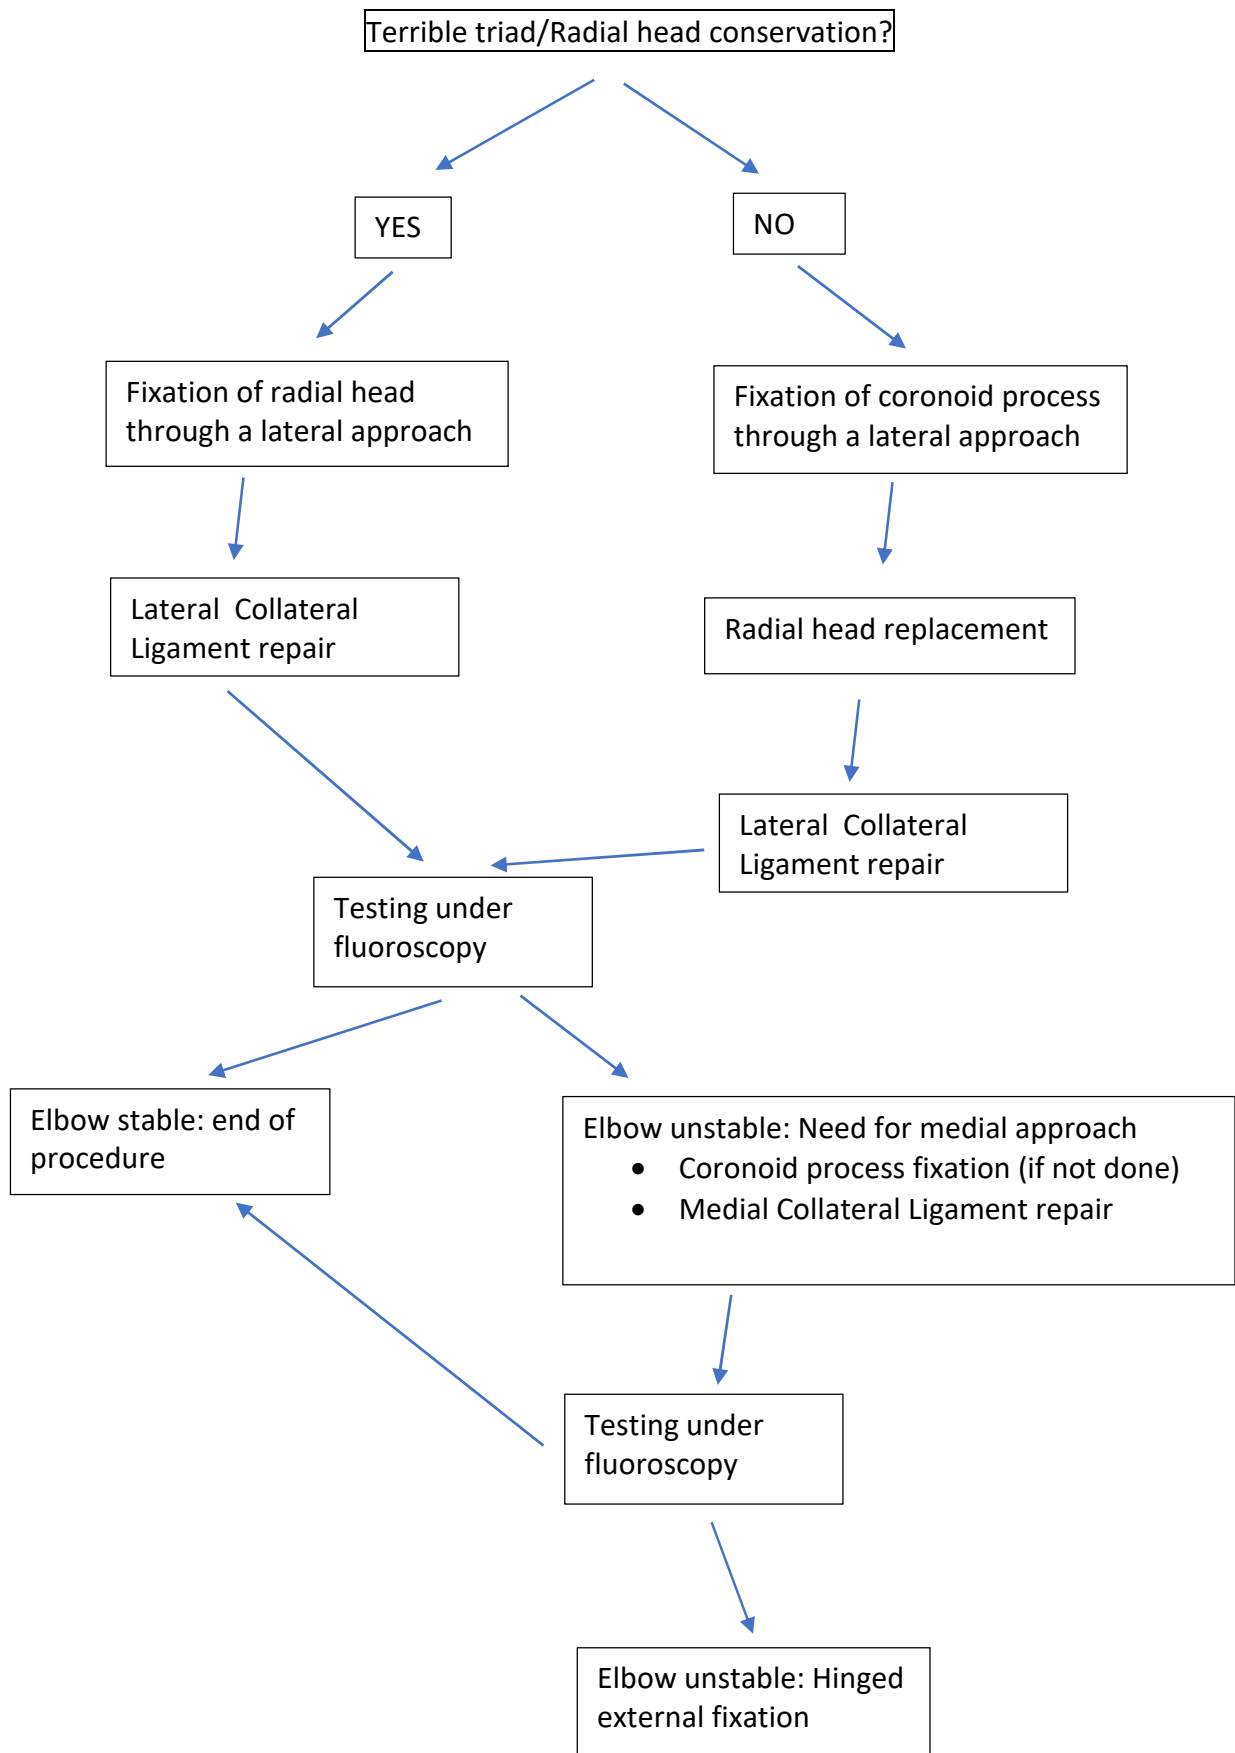 Terrible triad/Radial head conservation?
YES
NO
Fixation of radial head
through a lateral approach
Fixation of coronoid process
through a lateral approach
Lateral  Collateral
Ligament repair
Radial head replacement
Lateral  Collateral
Ligament repair
Testing under
fluoroscopy
Elbow stable: end of
procedure
Elbow unstable: Need for medial approach
• Coronoid process fixation (if not done)
• Medial Collateral Ligament repair
Testing under
fluoroscopy
Elbow unstable: Hinged
external fixation